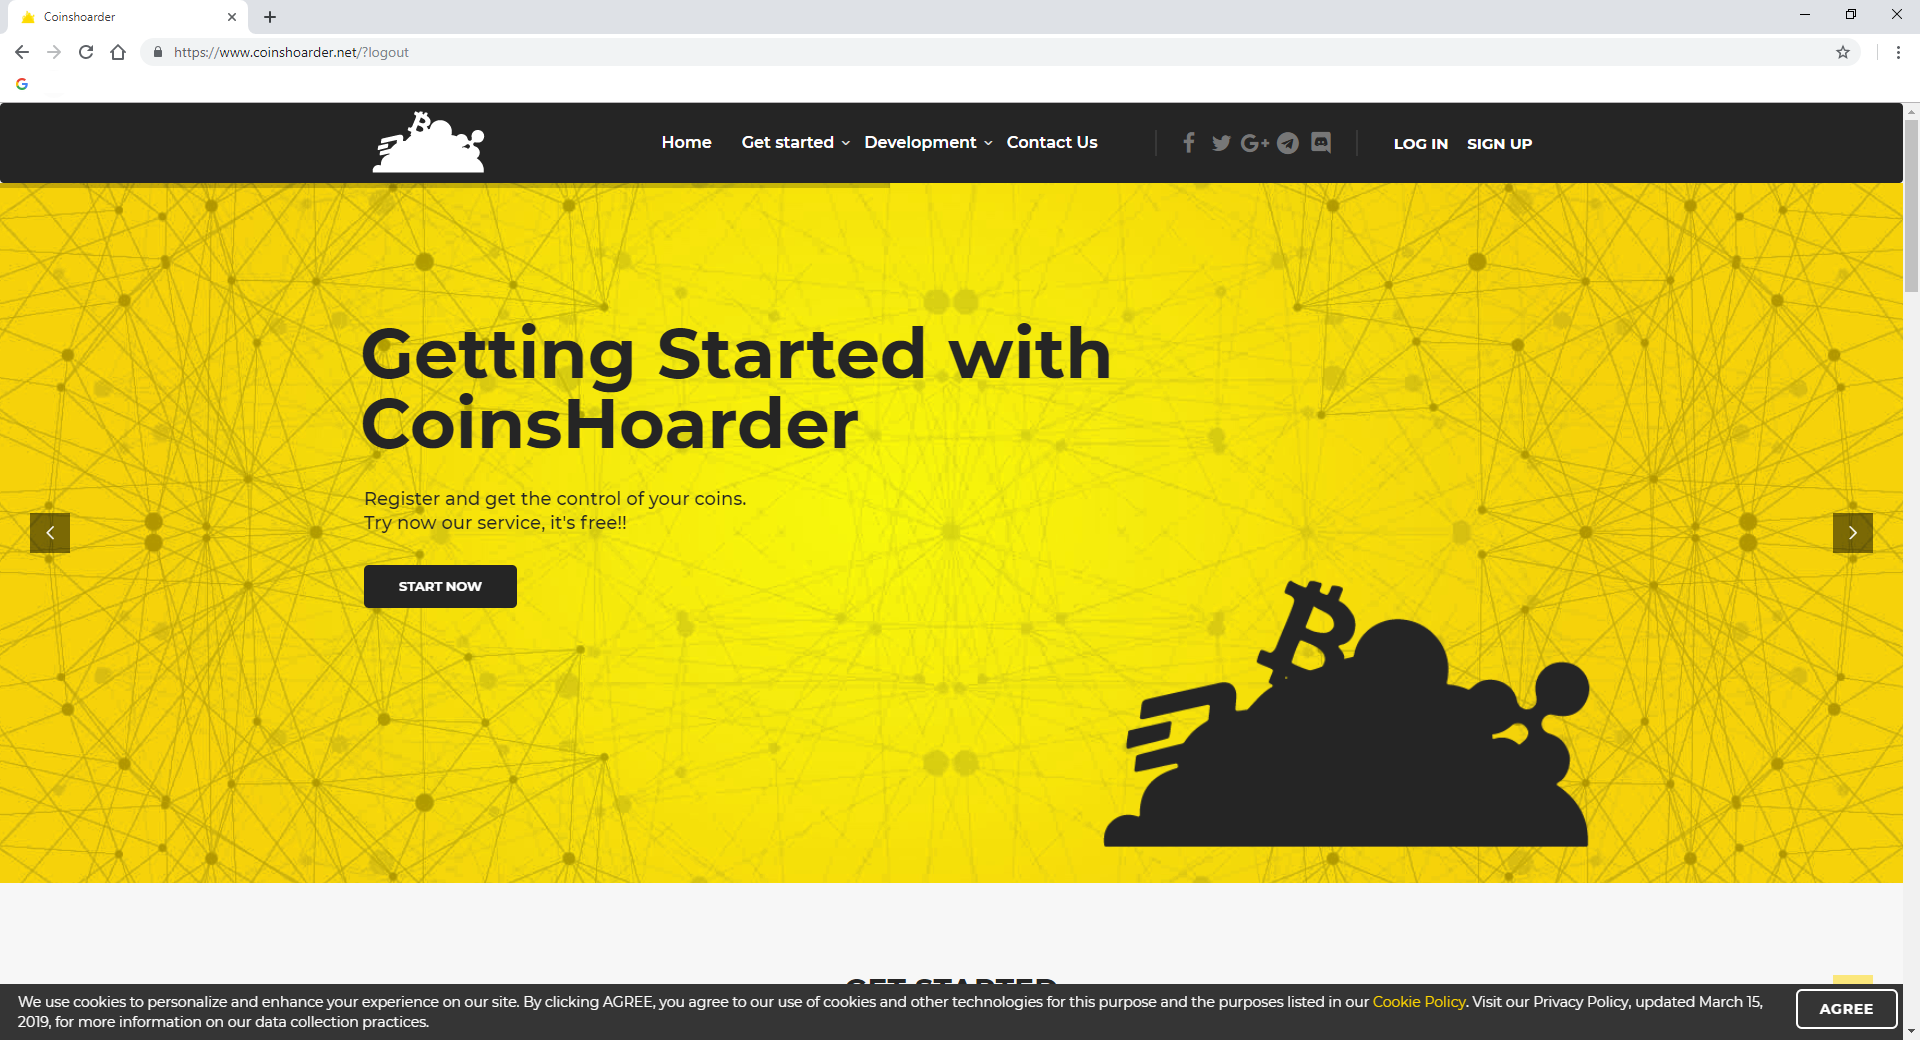 Coinshoarder
https://www.coinshoarder.net/?logout
Home Get started Development Contact Us LOG IN SIGN UP
Getting Started with
CoinsHoarder
Register and get the control of your coins.
Try now our service, it's free!!
START NOW
GET STARTED
We use cookies to personalize and enhance your experience on our site. By clicking AGREE, you agree to our use of cookies and other technologies for this purpose and the purposes listed in our Cookie Policy. Visit our Privacy Policy, updated March 15,
2019, for more information on our data collection practices.
AGREE